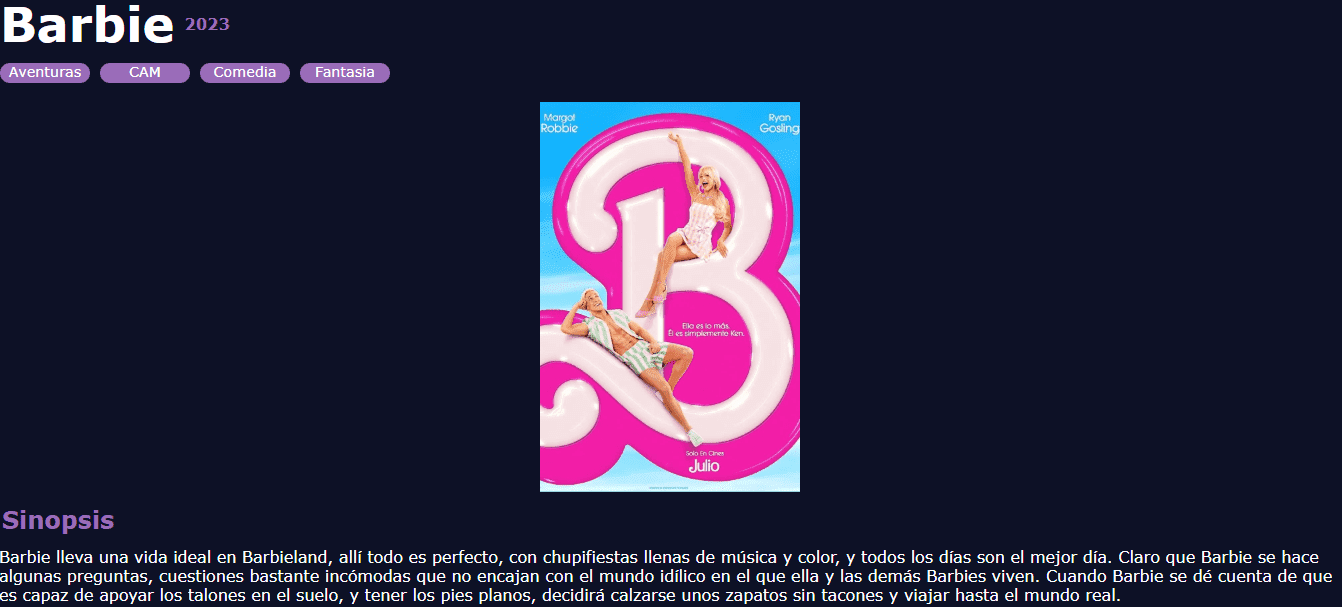 Barbie 2023
Aventuras CAM Comedia Fantasia
Margot Robbie
Ryan Gosling
Ella es lo más.
Él es simplemente Ken.
Solo En Cines
Julio
Sinopsis
Barbie lleva una vida ideal en Barbieland, allí todo es perfecto, con chupifiestas llenas de música y color, y todos los días son el mejor día. Claro que Barbie se hace
algunas preguntas, cuestiones bastante incómodas que no encajan con el mundo idílico en el que ella y las demás Barbies viven. Cuando Barbie se dé cuenta de que
es capaz de apoyar los talones en el suelo, y tener los pies planos, decidirá calzarse unos zapatos sin tacones y viajar hasta el mundo real.